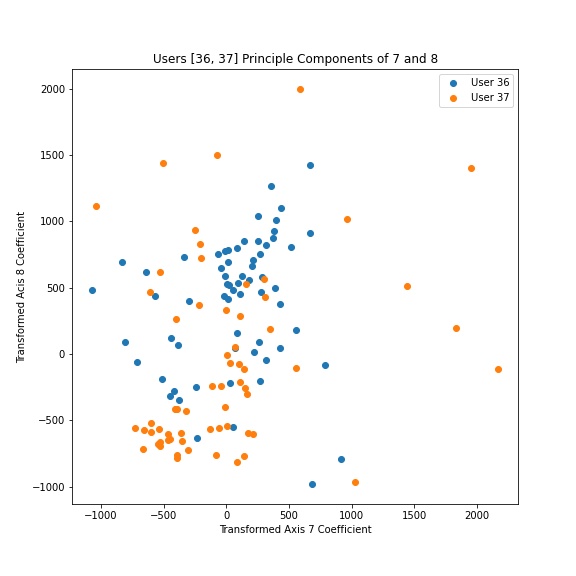 Users [36, 37] Principle Components of 7 and 8
User 36
User 37
Transformed Acis 8 Coefficient
2000
1500
1000
500
0
−500
−1000
−1000 −500 0 500 1000 1500 2000
Transformed Axis 7 Coefficient